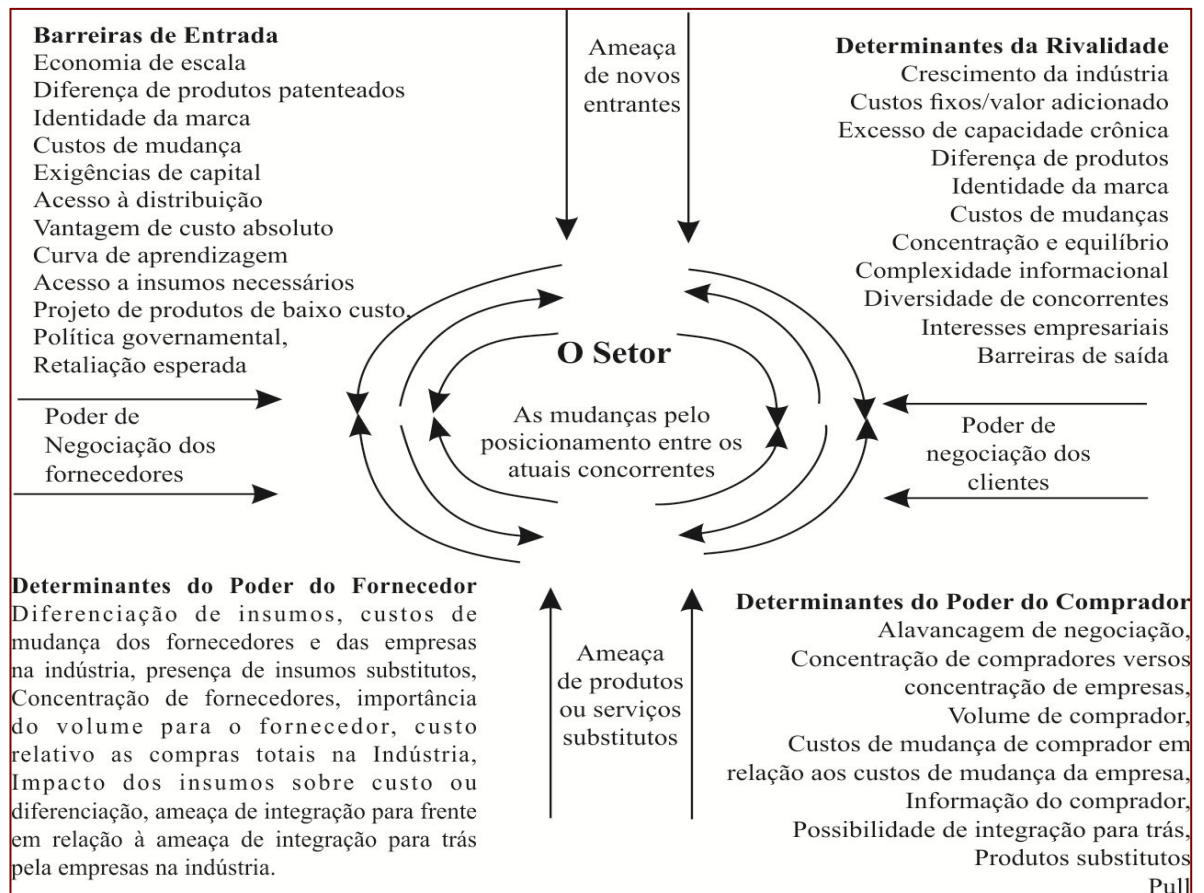 Barreiras de Entrada
Economia de escala
Diferença de produtos patenteados
Identidade da marca
Custos de mudança
Exigências de capital
Acesso à distribuição
Vantagem de custo absoluto
Curva de aprendizagem
Acesso a insumos necessários
Projeto de produtos de baixo custo,
Política governamental,
Retaliação esperada
Ameaça
de novos
entrantes
Determinantes da Rivalidade
Crescimento da indústria
Custos fixos/valor adicionado
Excesso de capacidade crônica
Diferença de produtos
Identidade da marca
Custos de mudanças
Concentração e equilíbrio
Complexidade informacional
Diversidade de concorrentes
Interesses empresariais
Barreiras de saída
Poder de
Negociação dos
fornecedores
O Setor
As mudanças pelo
posicionamento entre os
atuais concorrentes
Poder de
negociação dos
clientes
Determinantes do Poder do Fornecedor
Diferenciação de insumos, custos de
mudança dos fornecedores e das empresas
na indústria, presença de insumos substitutos,
Concentração de fornecedores, importância
do volume para o fornecedor, custo
relativo as compras totais na Indústria,
Impacto dos insumos sobre custo ou
diferenciação, ameaça de integração para frente
em relação à ameaça de integração para trás
pela empresas na indústria.
Ameaça
de produtos
ou serviços
substitutos
Determinantes do Poder do Comprador
Alavancagem de negociação,
Concentração de compradores versos
concentração de empresas,
Volume de comprador,
Custos de mudança de comprador em
relação aos custos de mudança da empresa,
Informação do comprador,
Possibilidade de integração para trás,
Produtos substitutos
Pull